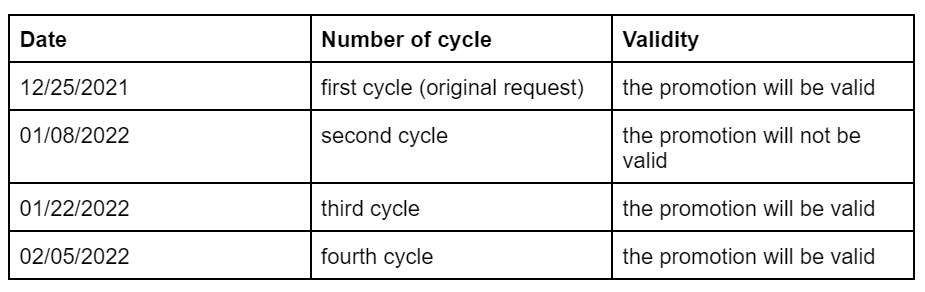 Date Number of cycle Validity
12/25/2021 first cycle (original request) the promotion will be valid
01/08/2022 second cycle the promotion will not be
valid
01/22/2022 third cycle the promotion will be valid
02/05/2022 fourth cycle the promotion will be valid